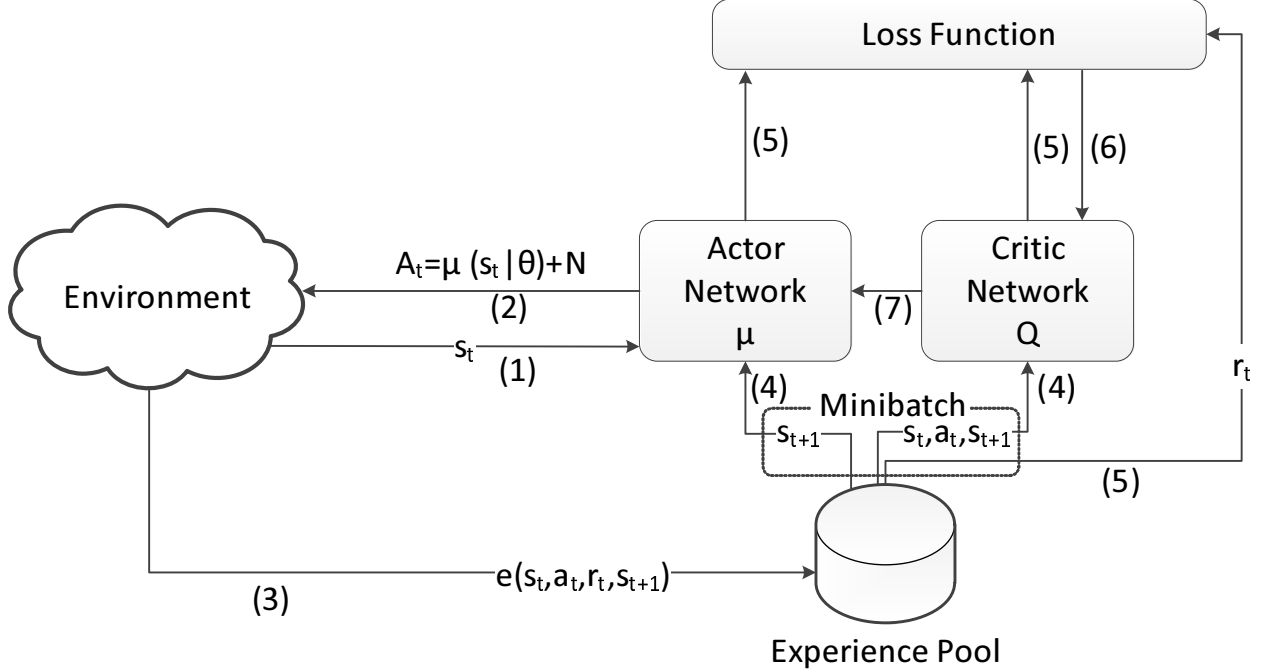 Loss Function
(5)
(5)
(6)
Actor
Network
μ
Critic
Network
Q
Environment
Aₜ=μ (sₜ|θ)+N
(2)
sₜ
(1)
(7)
rₜ
(4)
(4)
Minibatch
sₜ₊₁
sₜ,aₜ,sₜ₊₁
(5)
e(sₜ,aₜ,rₜ,sₜ₊₁)
(3)
Experience Pool